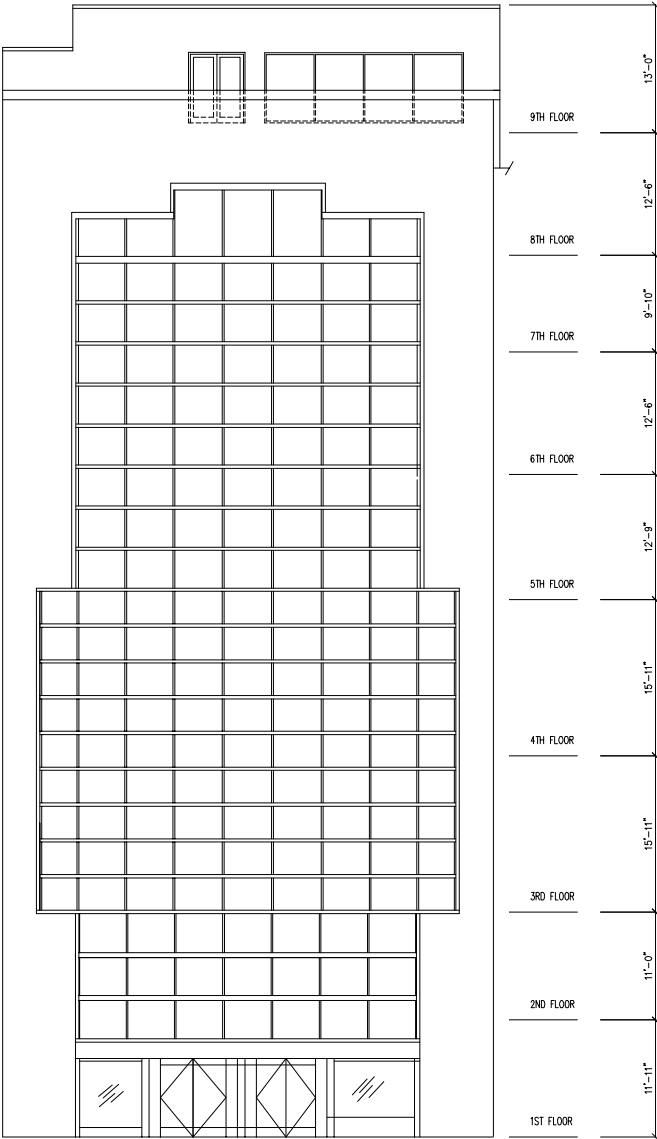 13'-0"
9TH FLOOR
12'-6"
8TH FLOOR
9'-10"
7TH FLOOR
12'-6"
6TH FLOOR
12'-9"
5TH FLOOR
15'-11"
4TH FLOOR
15'-11"
3RD FLOOR
11'-0"
2ND FLOOR
11'-11"
1ST FLOOR